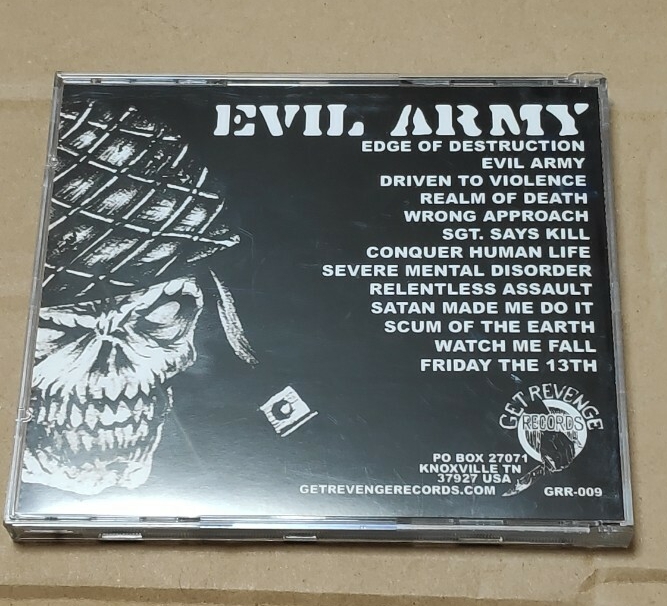 EVIL ARMY
EDGE OF DESTRUCTION
EVIL ARMY
DRIVEN TO VIOLENCE
REALM OF DEATH
WRONG APPROACH
SGT. SAYS KILL
CONQUER HUMAN LIFE
SEVERE MENTAL DISORDER
RELENTLESS ASSAULT
SATAN MADE ME DO IT
SCUM OF THE EARTH
WATCH ME FALL
FRIDAY THE 13TH
GET REVENGE
RECORDS
PO BOX 27071
KNOXVILLE TN
37927 USA
GETREVENGERECORDS.COM
GRR-009